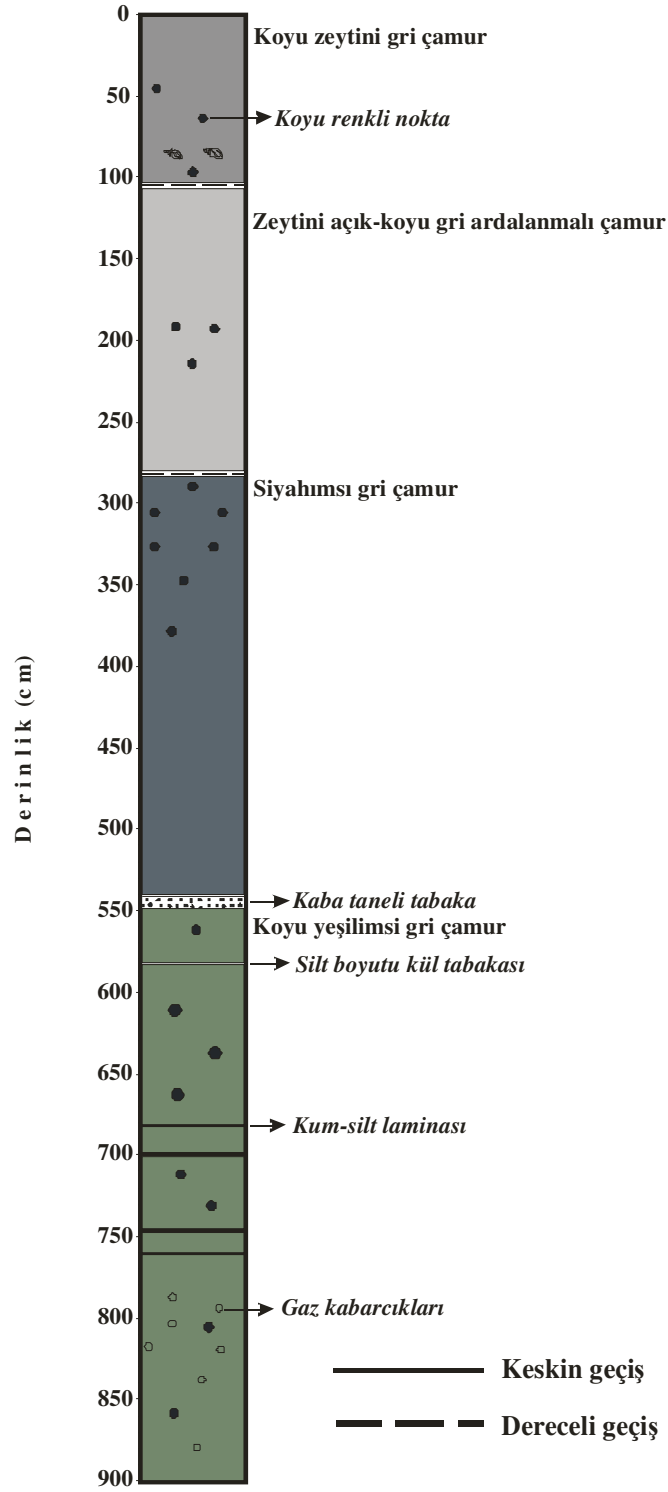 0
Koyu zeytini gri çamur
50
Koyu renkli nokta
100
Zeytini açık-koyu gri ardalanmalı çamur
150
200
250
Siyahımsı gri çamur
300
350
400
Derinlik (cm)
450
500
Kaba taneli tabaka
550
Koyu yeşilimsi gri çamur
Silt boyutu kül tabakası
600
650
Kum-silt laminası
700
750
Gaz kabarcıkları
800
Keskin geçiş
850
Dereceli geçiş
900